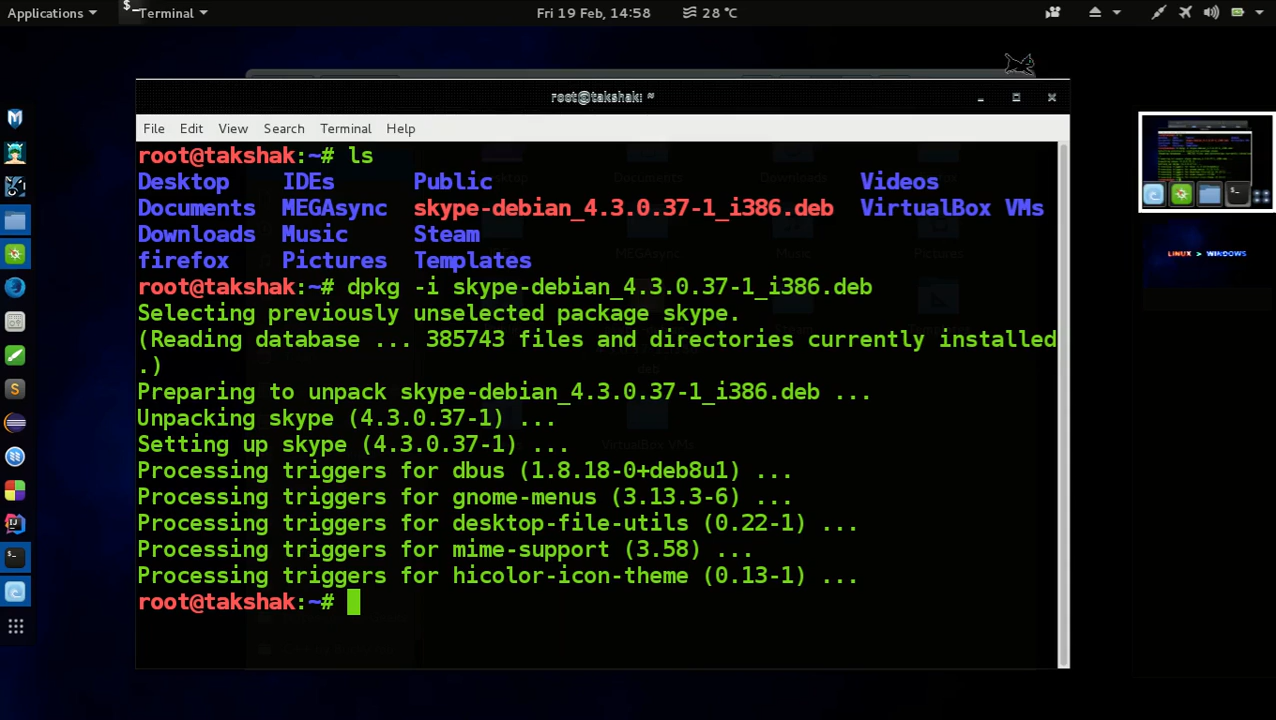 Applications Terminal Fri 19 Feb, 14:58 28 °C
root@takshak: ~
File Edit View Search Terminal Help
root@takshak:~# ls
Desktop IDEs Public Videos
Documents MEGAsync skype-debian_4.3.0.37-1_i386.deb VirtualBox VMs
Downloads Music Steam
firefox Pictures Templates
root@takshak:~# dpkg -i skype-debian_4.3.0.37-1_i386.deb
Selecting previously unselected package skype.
(Reading database ... 385743 files and directories currently installed
.)
Preparing to unpack skype-debian_4.3.0.37-1_i386.deb ...
Unpacking skype (4.3.0.37-1) ...
Setting up skype (4.3.0.37-1) ...
Processing triggers for dbus (1.8.18-0+deb8u1) ...
Processing triggers for gnome-menus (3.13.3-6) ...
Processing triggers for desktop-file-utils (0.22-1) ...
Processing triggers for mime-support (3.58) ...
Processing triggers for hicolor-icon-theme (0.13-1) ...
root@takshak:~#
LINUX > WINDOWS